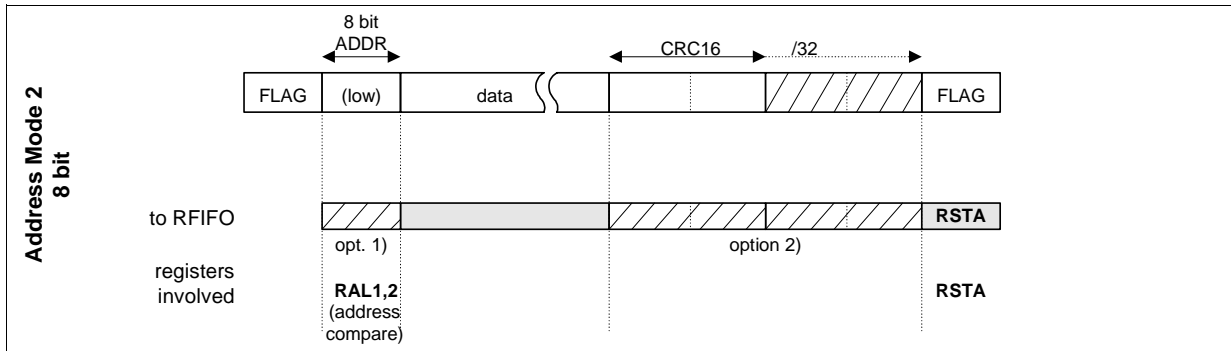 8 bit
ADDR
CRC16 /32
FLAG (low) data FLAG
Address Mode 2
8 bit
to RFIFO RSTA
opt. 1) option 2)
registers
involved RAL1,2 RSTA
(address
compare)